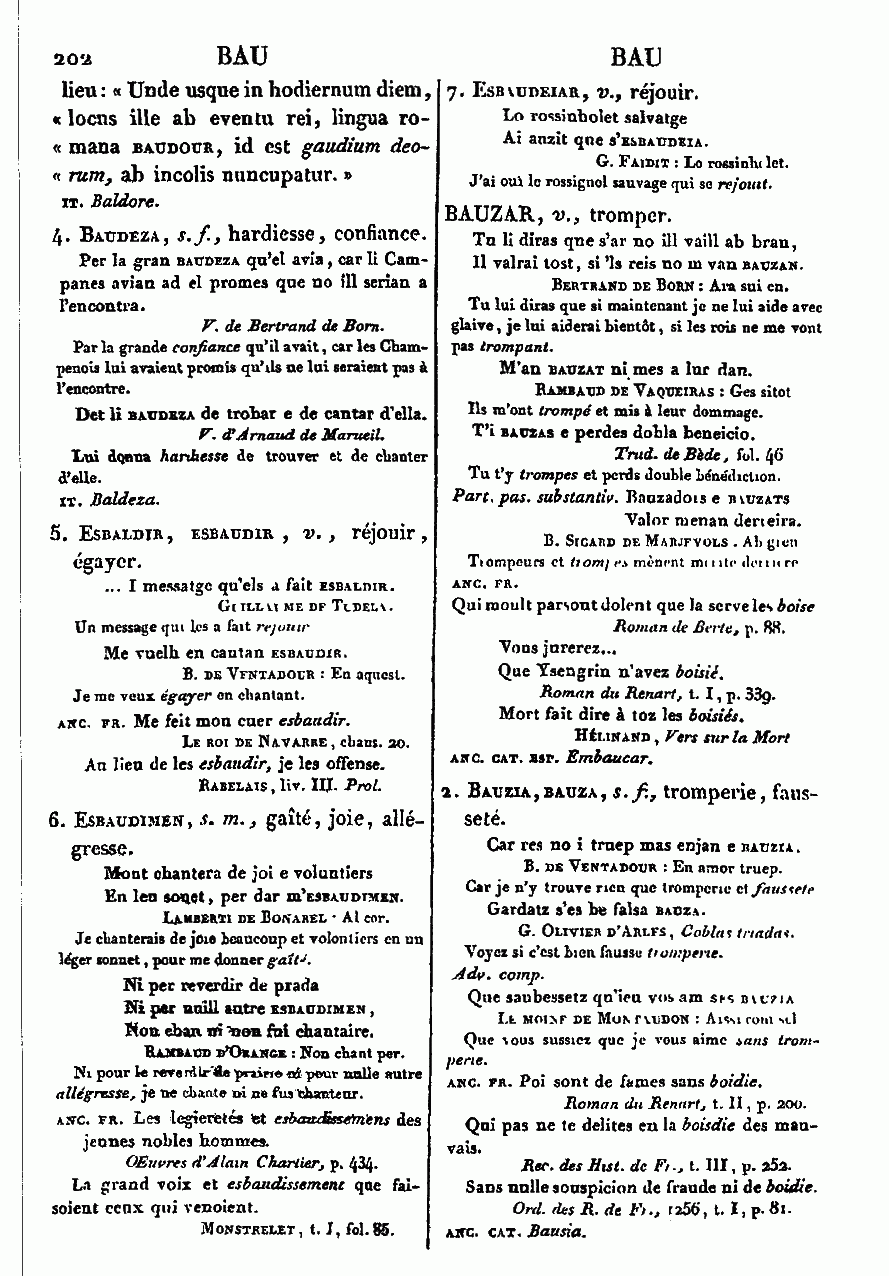 202 BAU BAU
lieu : « Unde usque in hodiernum diem,
« locus ille ab eventu rei, lingua ro-
« mana BAUDOUR, id est gaudium deo-
« rum, ab incolis nuncupatur. »
IT. Baldore.
4. BAUDEZA, s. f., hardiesse, confiance.
Per la gran BAUDEZA qu'el avia, car li Cam-
panes avian ad el promes que no ill serian a
l'encontra.
V. de Bertrand de Born.
Par la grande confiance qu'il avait, car les Cham-
penois lui avaient promis qu'ils ne lui seraient pas à
l'encontre.
Det li BAUDEZA de trobar e de cantar d'ella.
V. d'Arnaud de Marueil.
Lui donna hardiesse de trouver et de chanter
d'elle.
IT. Baldeza.
5. ESBALDIR, ESBAUDIR, v., réjouir,
égayer.
... I messatge qu'els a fait ESBALDIR.
GUILLAUME DE TUDELA.
Un message qui les a fait rejouir
Me vuelh en cantan ESBAUDIR.
B. DE VENTADOUR : En aquest.
Je me veux égayer en chantant.
ANC. FR. Me feit mon cuer esbaudir.
LE ROI DE NAVARRE, chans. 20.
Au lieu de les esbaudir, je les offense.
RABELAIS, liv. III. Prol.
6. ESBAUDIMEN, s. m., gaîté, joie, allé-
gresse.
Mont chantera de joi e voluntiers
En leu sonet, per dar m'ESBAUDIMEN.
LAMBERTI DE BONAREL : Al cor.
Je chanterais de joie beaucoup et volontiers en un
léger sonnet, pour me donner gaîté.
Ni per reverdir de prada
Ni per nuill autre ESBAUDIMEN,
Non chan ni non fui chantaire.
RAMBAUD D'ORANGE : Non chant per.
Ni pour le reverdir de prairie ni pour nulle autre
allégresse, je ne chante ni ne fus chanteur.
ANC. FR. Les legieretés et esbaudissemens des
jeunes nobles hommes.
OEuvres d'Alain Chartier, p. 434.
La grand voix et esbaudissement que fai-
soient ceux qui venoient.
MONSTRELET, t. I, fol. 85.
7. ESBAUDEIAR, v., réjouir.
Lo rossinholet salvatge
Ai auzit que s'ESBAUDEIA.
G. FAIDIT : Lo rossinholet.
J'ai ouï le rossignol sauvage qui se rejouit.
BAUZAR, v., tromper.
Tu li diras que s'ar no ill vaill ab bran,
Il valrai tost, si 'ls reis no m van BAUZAN.
BERTRAND DE BORN : Ara sui en.
Tu lui diras que si maintenant je ne lui aide avec
glaive, je lui aiderai bientôt, si les rois ne me vont
pas trompant.
M'an BAUZAT ni mes a lur dan.
RAMBAUD DE VAQUEIRAS : Ges sitot
Ils m'ont trompé et mis à leur dommage.
T'i BAUZAS e perdes dobla beneicio.
Trad. de Bède, fol. 46
Tu t'y trompes et perds double bénédiction.
Part. pas. substantiv. Bauzadors e BAUZATS
Valor menan derreira.
B. SICARD DE MARJEVOLS. Ab greu
Trompeurs et trompés mènent mérite derrière
ANC. FR.
Qui moult par sont dolent que la serve les boise
Roman de Berte, p. 88.
Vous jurerez...
Que Ysengrin n'avez boisié.
Roman du Renart, t. I, p. 339.
Mort fait dire à toz les boisiés.
HÉLINAND, Vers sur la Mort
ANC. CAT. ESP. Embaucar.
2. BAUZIA, BAUZA, s. f., tromperie, faus-
seté.
Car res no i truep mas enjan e BAUZIA.
B. DE VENTADOUR : En amor truep.
Car je n'y trouve rien que tromperie et fausseté
Gardatz s'es be falsa BAUZA.
G. OLIVIER D'ARLES, Coblas triadas.
Voyez si c'est bien fausse tromperie.
Adv. comp.
Que saubessetz qu'ieu vos am SES BAUZIA
LE MOINE DE MONTAUDON : Aissi com sel
Que vous sussiez que je vous aime sans trom-
perie.
ANC. FR. Poi sont de fames sans boidie.
Roman du Renart, t. II, p. 200.
Qui pas ne te delites en la boisdie des mau-
vais.
Rec. des Hist. de Fr., t. III, p. 252.
Sans nulle souspicion de fraude ni de boidie.
Ord. des R. de Fr., 1256, t. I, p. 81.
ANC. CAT. Bausia.